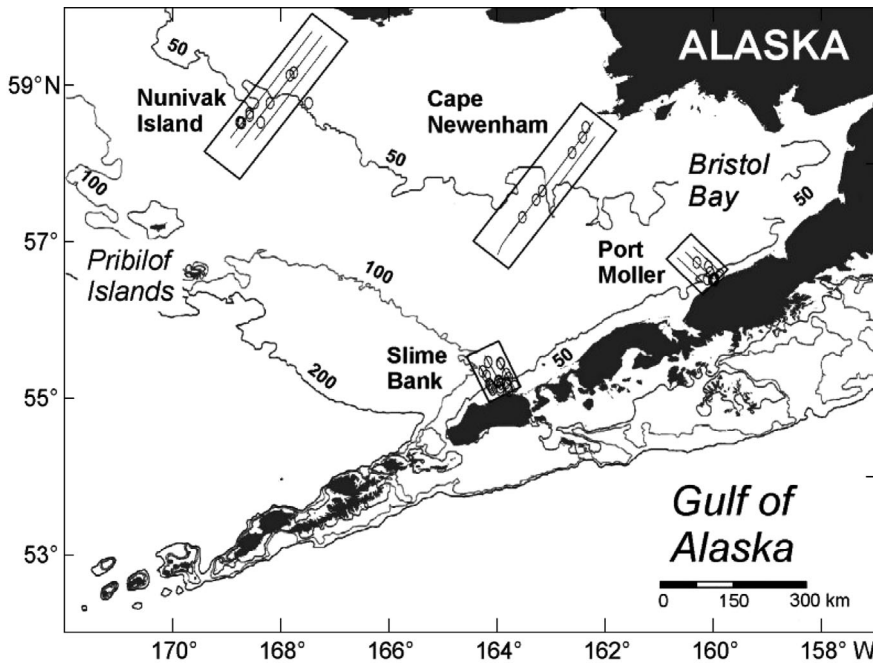 ALASKA
50
59°N
Nunivak
Island
Cape
Newenham
50
Bristol
Bay
100
50
57°
Port
Moller
Pribilof
Islands
100
Slime
Bank
50
200
55°
Gulf of
Alaska
53°
0 150 300 km
170° 168° 166° 164° 162° 160° 158° W